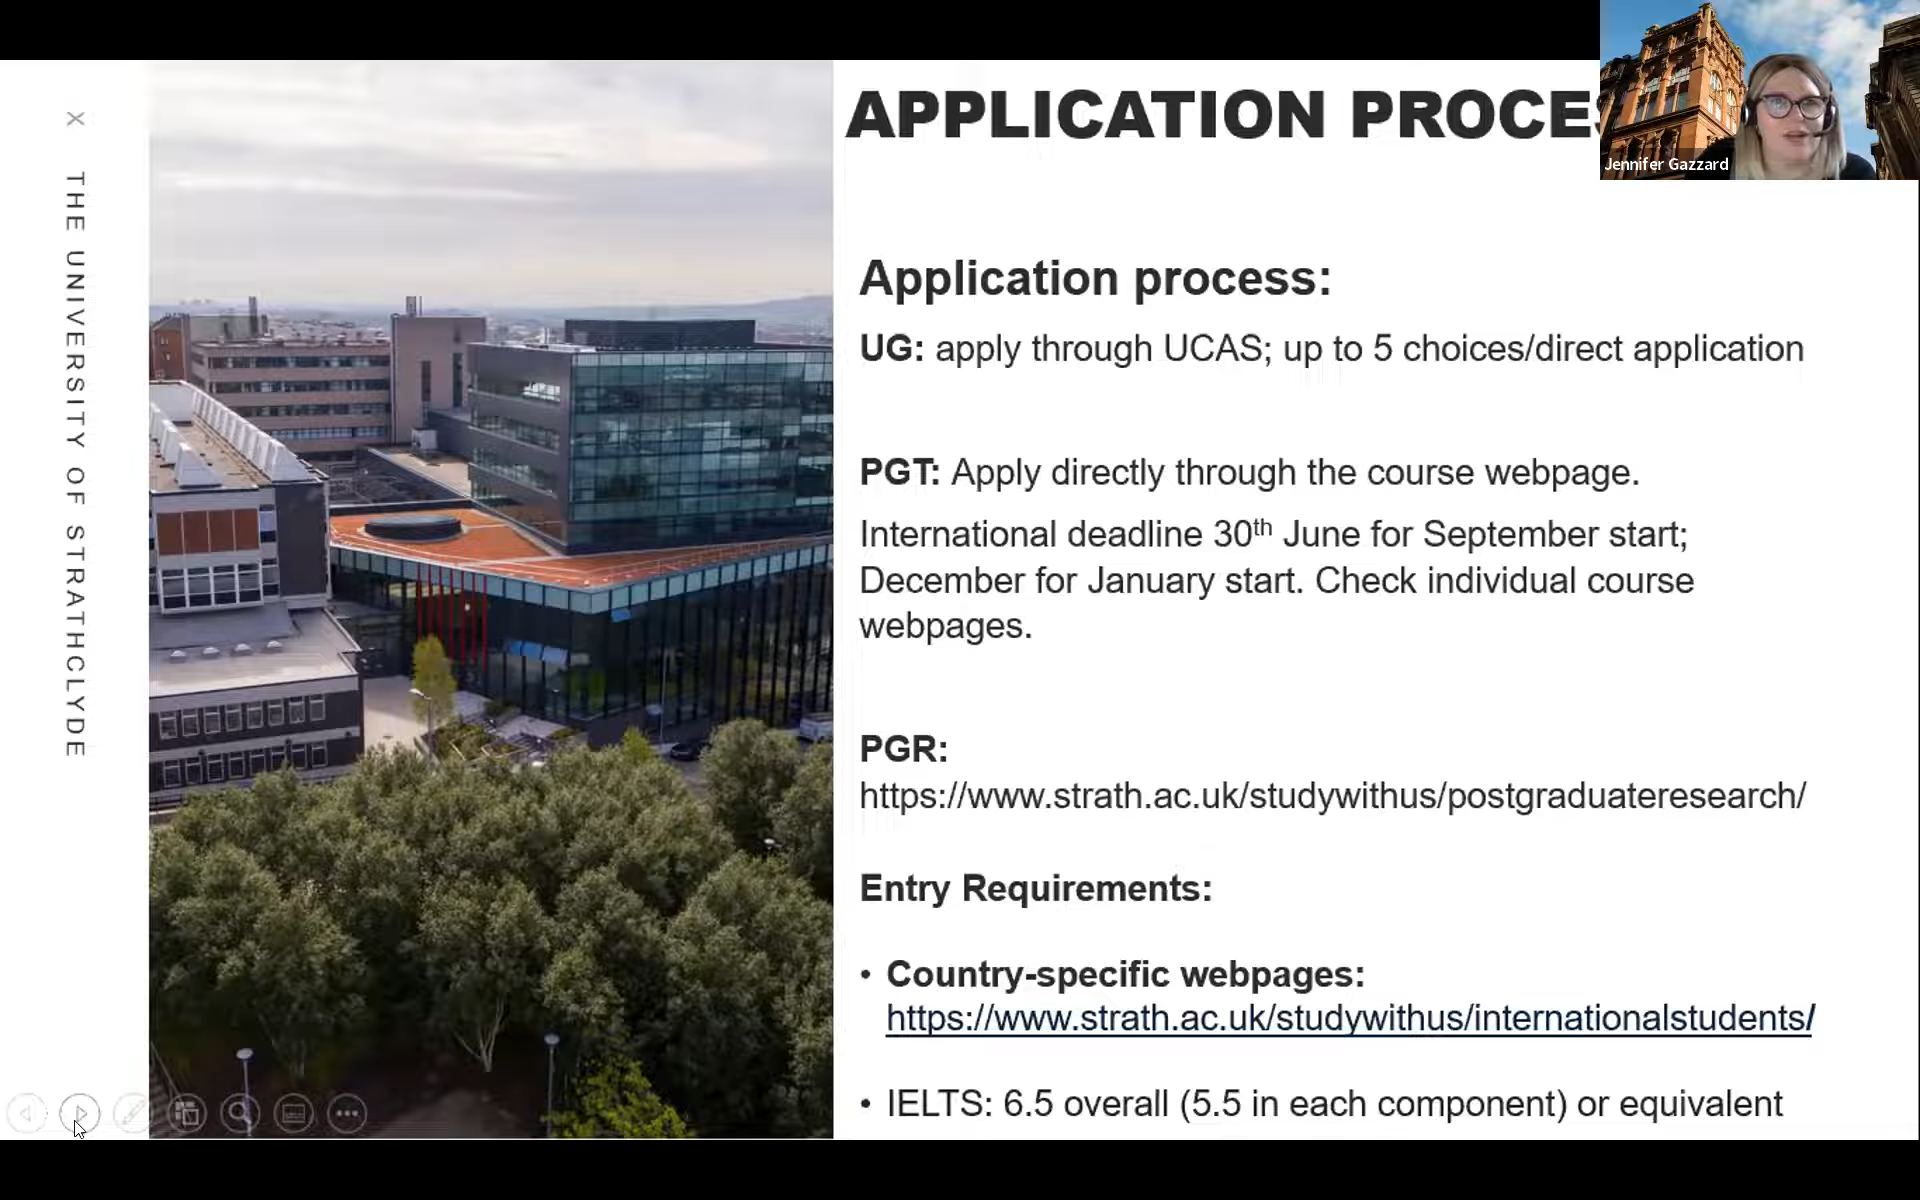 APPLICATION PROCES
Jennifer Gazzard
X THE UNIVERSITY OF STRATHCLYDE
Application process:
UG: apply through UCAS; up to 5 choices/direct application
PGT: Apply directly through the course webpage.
International deadline 30th June for September start;
December for January start. Check individual course
webpages.
PGR:
https://www.strath.ac.uk/studywithus/postgraduateresearch/
Entry Requirements:
• Country-specific webpages:
https://www.strath.ac.uk/studywithus/internationalstudents/
• IELTS: 6.5 overall (5.5 in each component) or equivalent